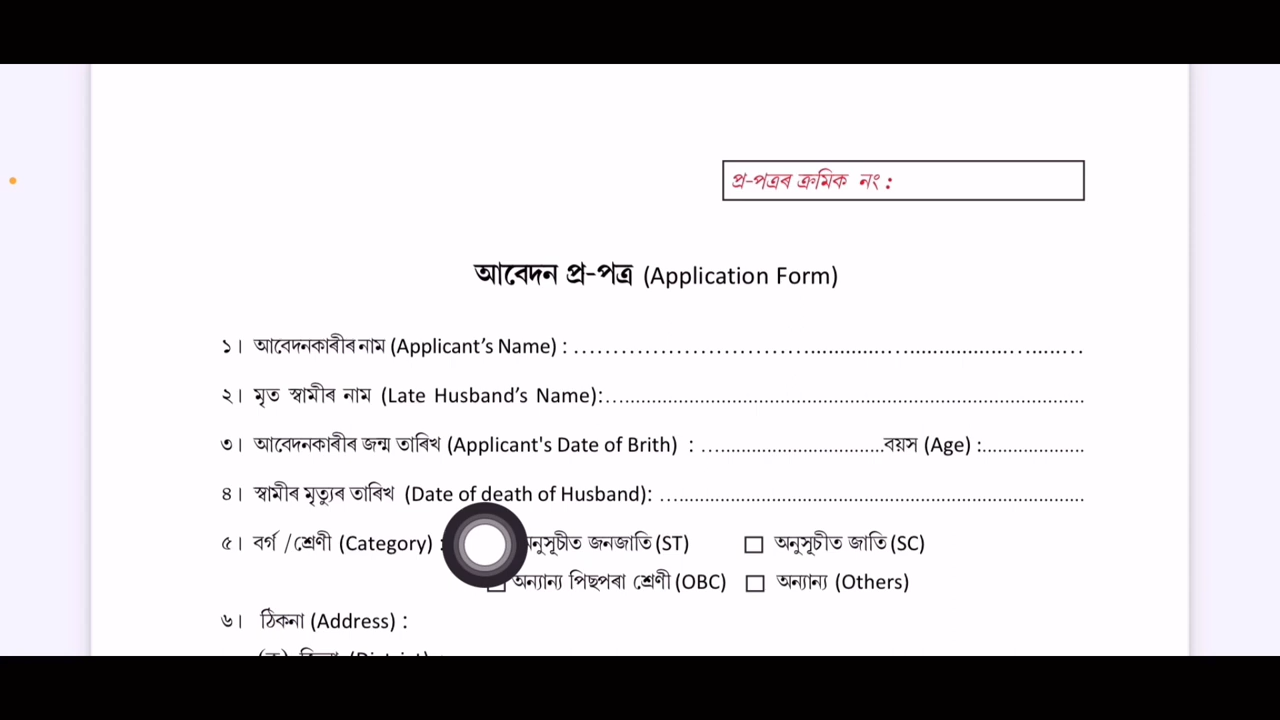 প্ৰ-পত্ৰৰ ক্ৰমিক নং :
আবেদন প্ৰ-পত্ৰ (Application Form)
১। আবেদনকাৰীৰ নাম (Applicant’s Name) : ……………………………................…......................…......…
২। মৃত স্বামীৰ নাম (Late Husband’s Name):….........................................................................................
৩। আবেদনকাৰীৰ জন্ম তাৰিখ (Applicant's Date of Brith) : ….............................বয়স (Age) :....................
৪। স্বামীৰ মৃত্যুৰ তাৰিখ (Date of death of Husband): ….............................................................................
৫। বৰ্গ /শ্ৰেণী (Category) : অনুসূচীত জনজাতি (ST) ☐ অনুসূচীত জাতি (SC)
☐ অন্যান্য পিছপৰা শ্ৰেণী (OBC) ☐ অন্যান্য (Others)
৬। ঠিকনা (Address) :